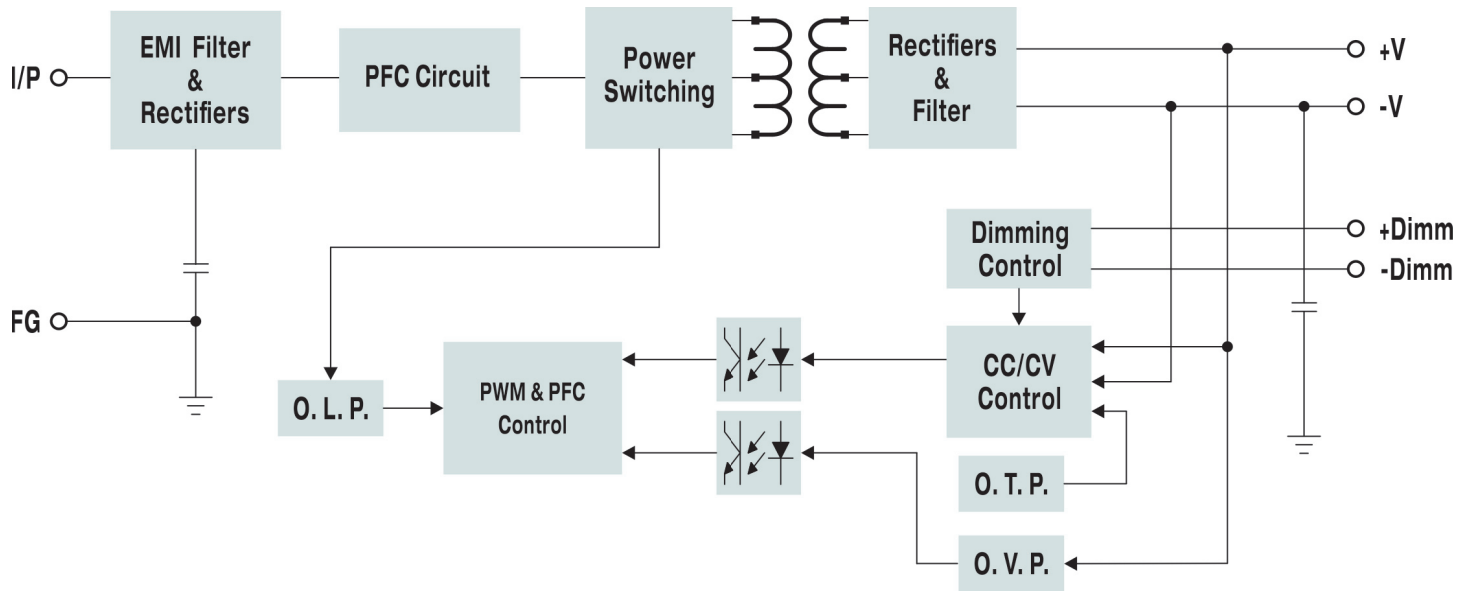 I/P
EMI Filter
&
Rectifiers
PFC Circuit
Power
Switching
Rectifiers
&
Filter
+V
-V
Dimming
Control
+Dimm
-Dimm
FG
O. L. P.
PWM & PFC
Control
CC/CV
Control
O. T. P.
O. V. P.